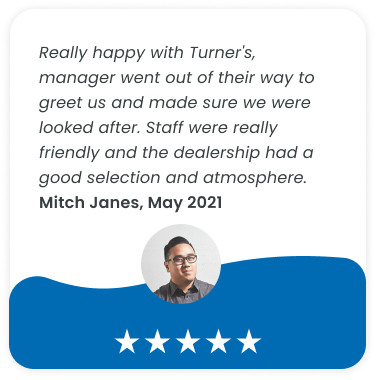 Really happy with Turner's,
manager went out of their way to
greet us and made sure we were
looked after. Staff were really
friendly and the dealership had a
good selection and atmosphere.
Mitch Janes, May 2021